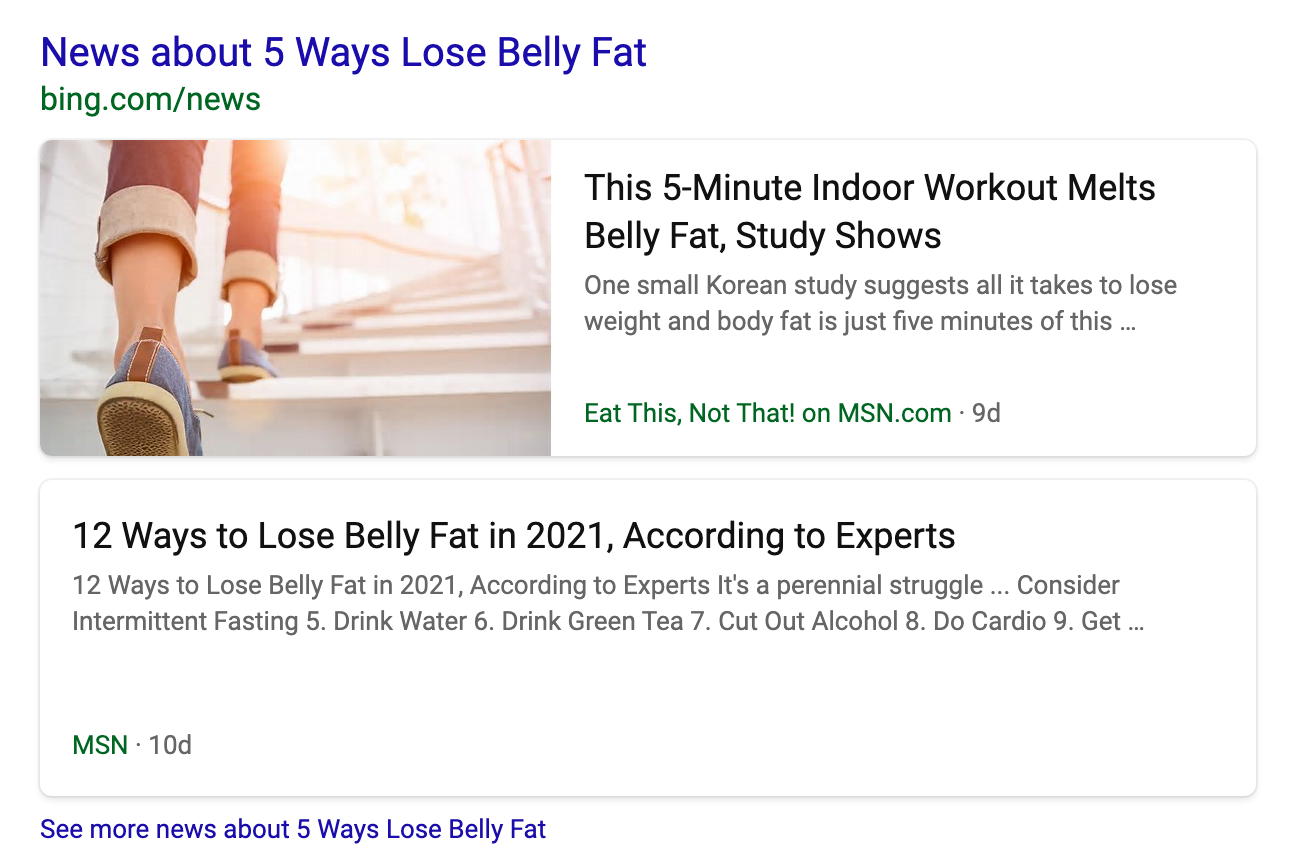 News about 5 Ways Lose Belly Fat
bing.com/news
This 5-Minute Indoor Workout Melts
Belly Fat, Study Shows
One small Korean study suggests all it takes to lose
weight and body fat is just five minutes of this ...
Eat This, Not That! on MSN.com · 9d
12 Ways to Lose Belly Fat in 2021, According to Experts
12 Ways to Lose Belly Fat in 2021, According to Experts It's a perennial struggle ... Consider
Intermittent Fasting 5. Drink Water 6. Drink Green Tea 7. Cut Out Alcohol 8. Do Cardio 9. Get ...
MSN · 10d
See more news about 5 Ways Lose Belly Fat